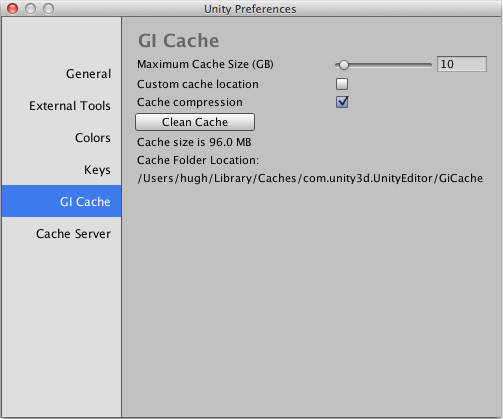 Unity Preferences
General
External Tools
Colors
Keys
GI Cache
Cache Server
GI Cache
Maximum Cache Size (GB) 10
Custom cache location
Cache compression
Clean Cache
Cache size is 96.0 MB
Cache Folder Location:
/Users/hugh/Library/Caches/com.unity3d.UnityEditor/GiCache